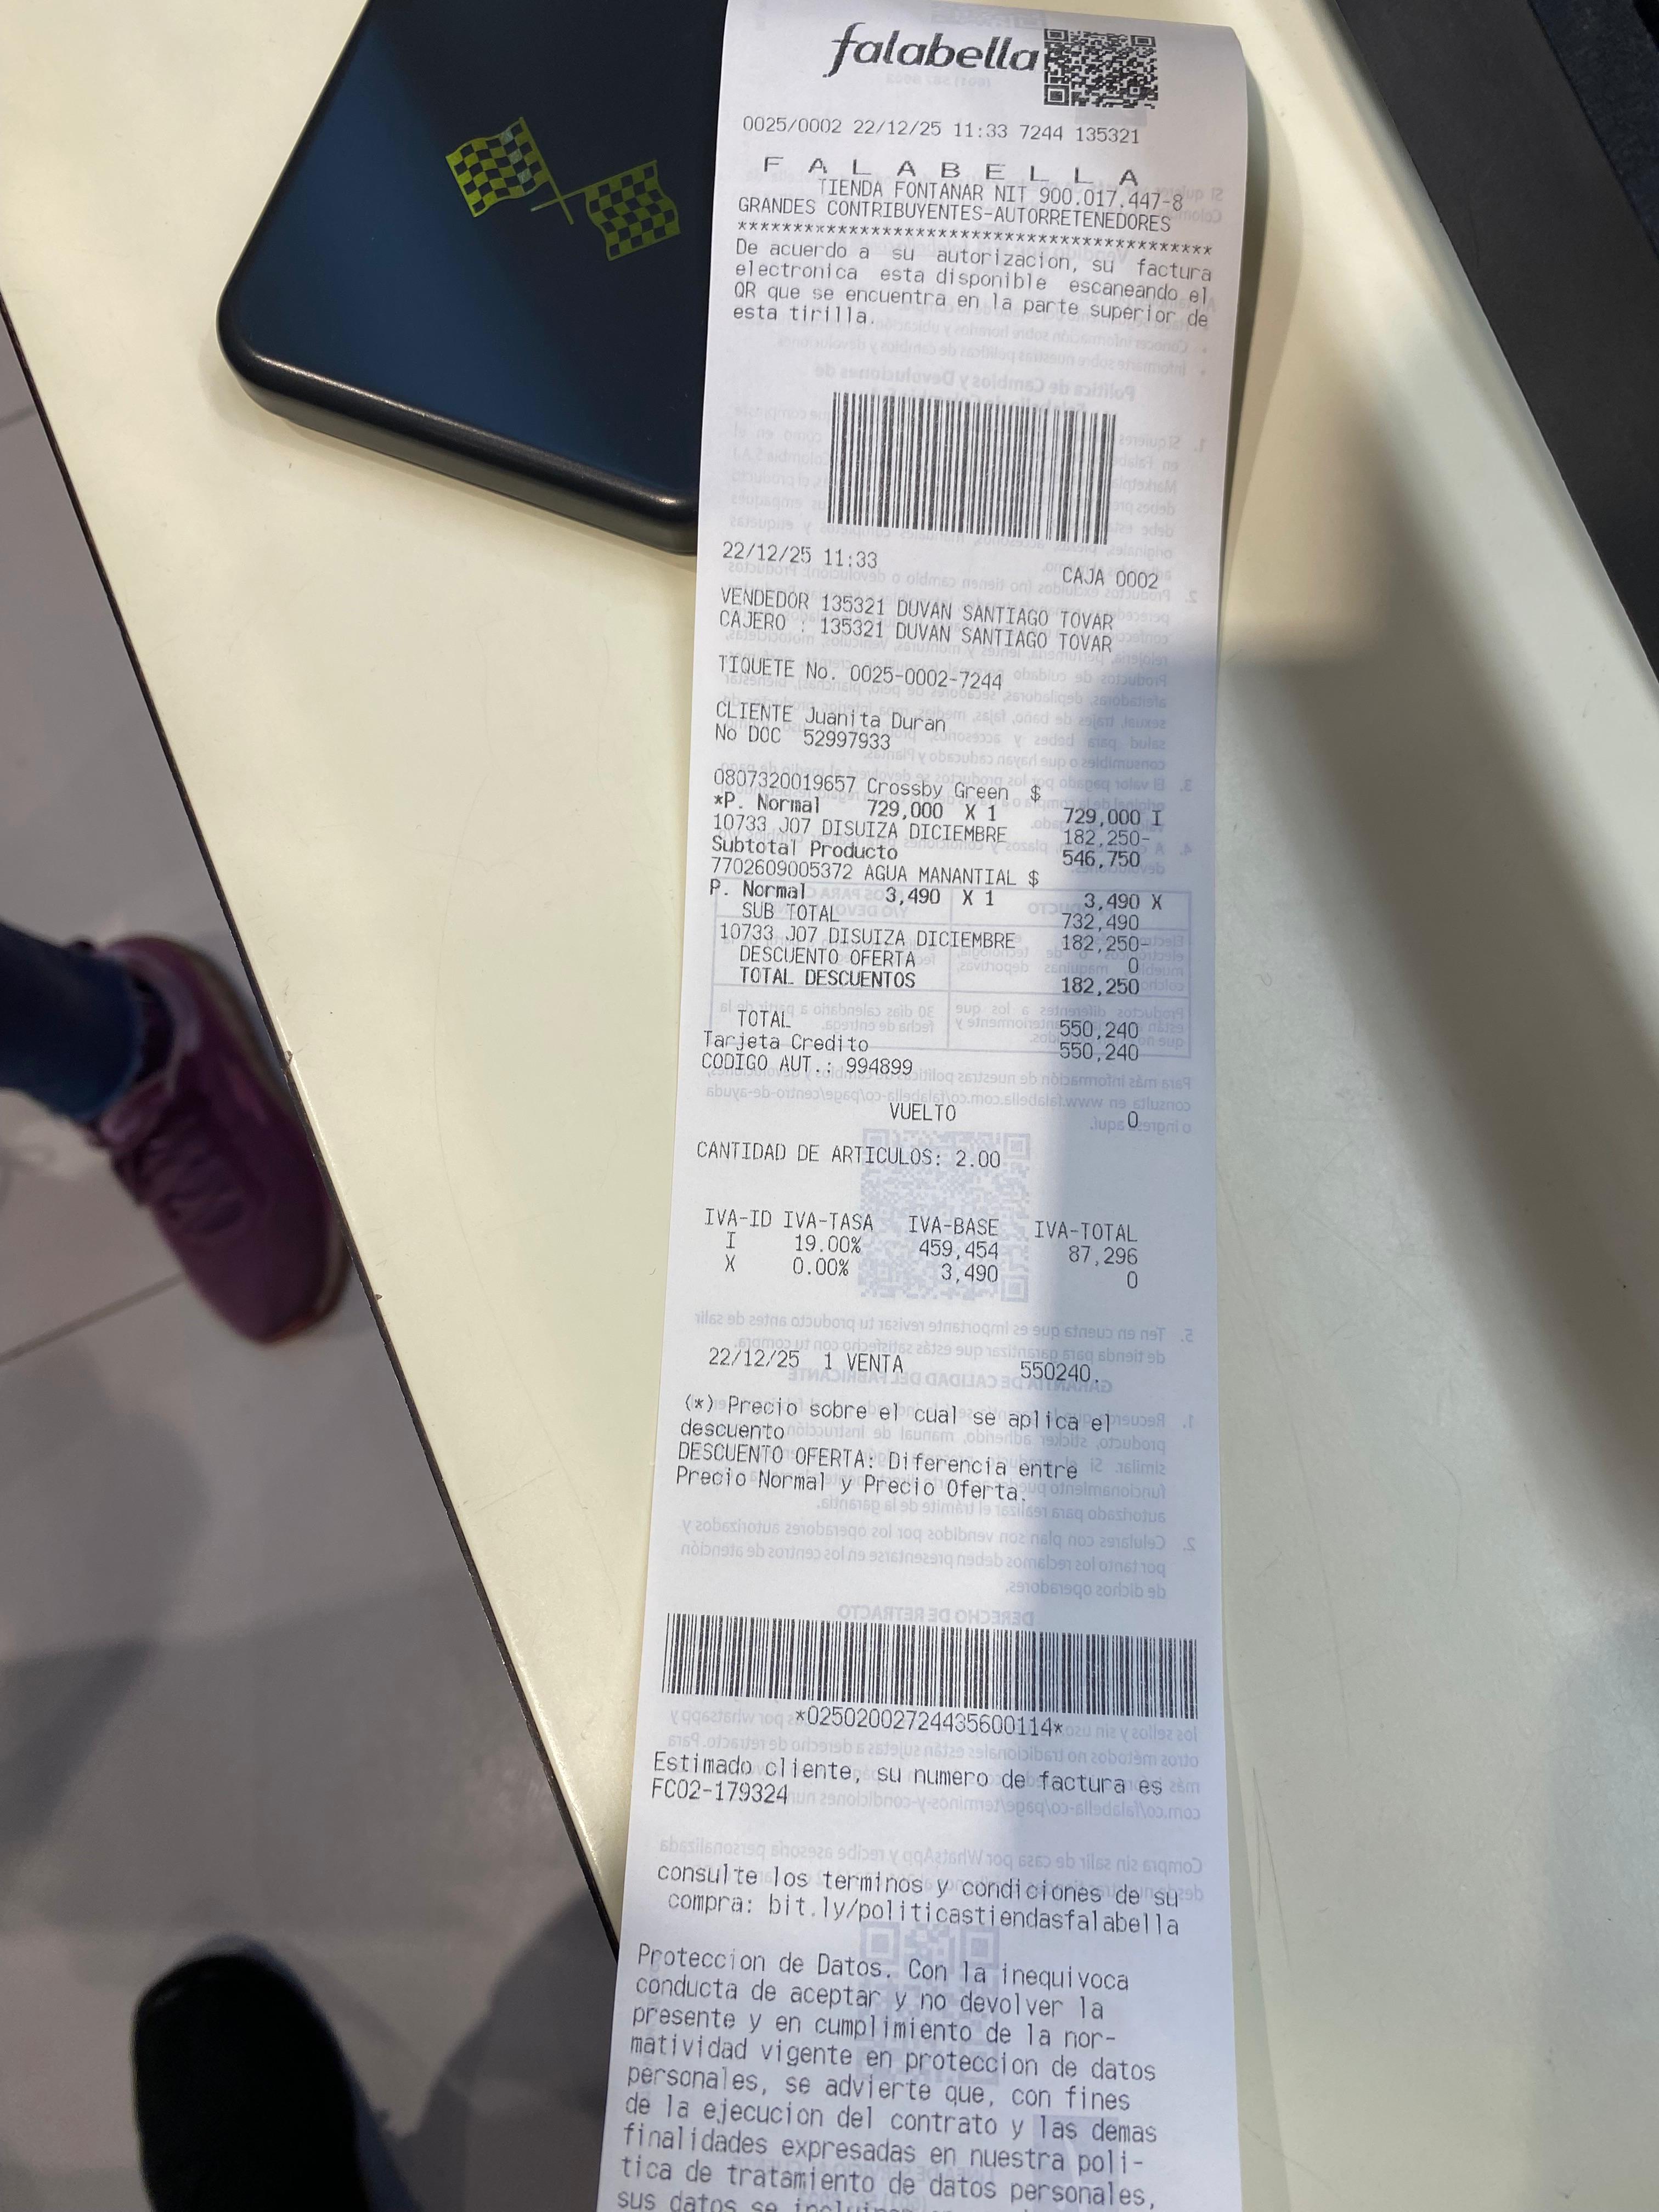 falabella
0025/0002 22/12/25 11:33 7244 135321
F A L A B E L L A
TIENDA FONTANAR NIT 900.017.447-8
GRANDES CONTRIBUYENTES-AUTORRETENEDORES
******************************************
De acuerdo a su autorizacion, su factura
electronica esta disponible escaneando el
QR que se encuentra en la parte superior de
esta tirilla.
22/12/25 11:33 CAJA 0002
VENDEDOR 135321 DUVAN SANTIAGO TOVAR
CAJERO : 135321 DUVAN SANTIAGO TOVAR
TIQUETE No. 0025-0002-7244
CLIENTE Juanita Duran
No DOC 52997933
0807320019657 Crossby Green $
*P. Normal 729,000 X 1 729,000 I
10733 J07 DISUIZA DICIEMBRE 182,250-
Subtotal Producto 546,750
7702609005372 AGUA MANANTIAL $
P. Normal 3,490 X 1 3,490 X
SUB TOTAL 732,490
10733 J07 DISUIZA DICIEMBRE 182,250-
DESCUENTO OFERTA 0
TOTAL DESCUENTOS 182,250
TOTAL 550,240
Tarjeta Credito 550,240
CODIGO AUT.: 994899
VUELTO 0
CANTIDAD DE ARTICULOS: 2.00
IVA-ID IVA-TASA IVA-BASE IVA-TOTAL
I 19.00% 459,454 87,296
X 0.00% 3,490 0
22/12/25 1 VENTA 550240.
(*) Precio sobre el cual se aplica el
descuento
DESCUENTO OFERTA: Diferencia entre
Precio Normal y Precio Oferta.
*02502002724435600114*
Estimado cliente, su numero de factura es
FC02-179324
consulte los terminos y condiciones de su
compra: bit.ly/politicastiendasfalabella
Proteccion de Datos. Con la inequivoca
conducta de aceptar y no devolver la
presente y en cumplimiento de la nor-
matividad vigente en proteccion de datos
personales, se advierte que, con fines
de la ejecucion del contrato y las demas
finalidades expresadas en nuestra poli-
tica de tratamiento de datos personales,
sus datos se